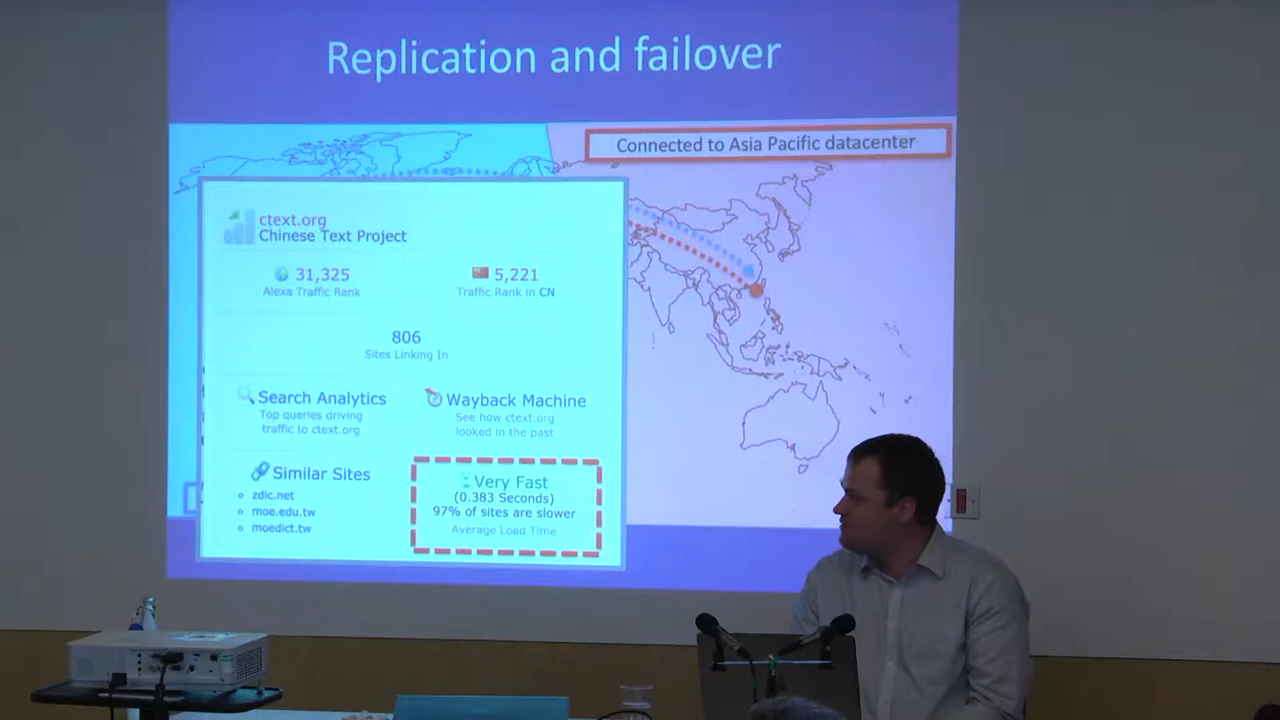 Replication and failover
Connected to Asia Pacific datacenter
ctext.org
Chinese Text Project
31,325
Alexa Traffic Rank
5,221
Traffic Rank in CN
806
Sites Linking In
Search Analytics
Top queries driving
traffic to ctext.org
Wayback Machine
See how ctext.org
looked in the past
Similar Sites
zdic.net
moe.edu.tw
moedict.tw
Very Fast
(0.383 Seconds)
97% of sites are slower
Average Load Time